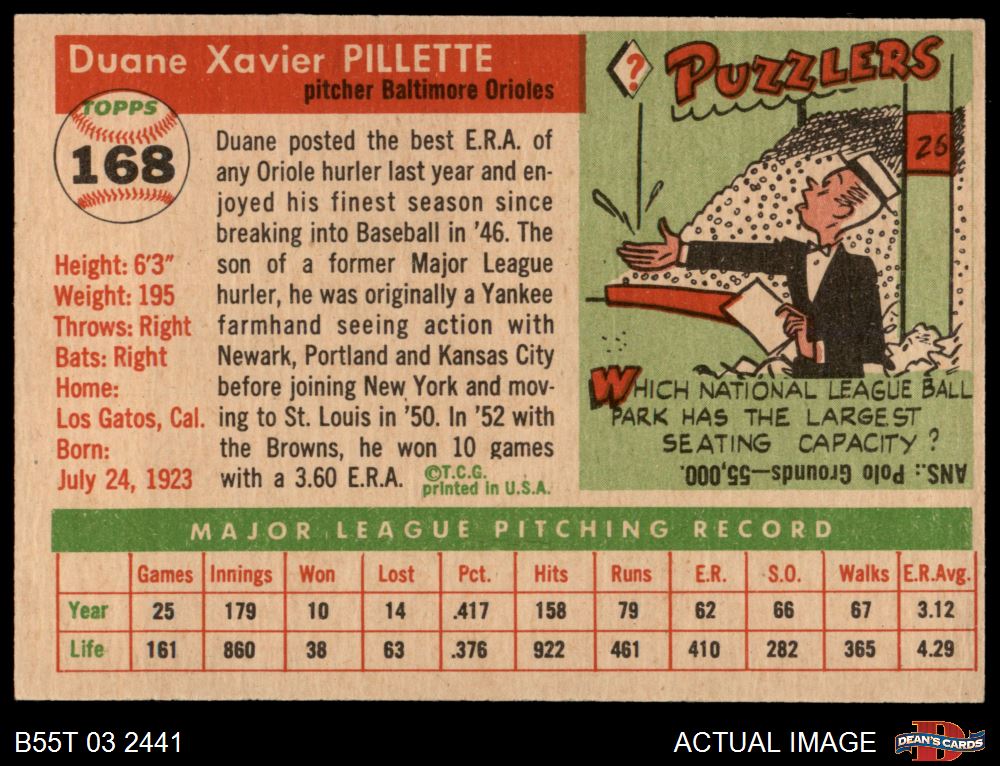 Duane Xavier PILLETTE
pitcher Baltimore Orioles
TOPPS
168
Height: 6'3"
Weight: 195
Throws: Right
Bats: Right
Home:
Los Gatos, Cal.
Born:
July 24, 1923
Duane posted the best E.R.A. of
any Oriole hurler last year and en-
joyed his finest season since
breaking into Baseball in '46. The
son of a former Major League
hurler, he was originally a Yankee
farmhand seeing action with
Newark, Portland and Kansas City
before joining New York and mov-
ing to St. Louis in '50. In '52 with
the Browns, he won 10 games
with a 3.60 E.R.A.
©T.C.G.
printed in U.S.A.
?
PUZZLERS
26
WHICH NATIONAL LEAGUE BALL
PARK HAS THE LARGEST
SEATING CAPACITY?
ANS.: Polo Grounds—55,000.
MAJOR LEAGUE PITCHING RECORD
Games Innings Won Lost Pct. Hits Runs E.R. S.O. Walks E.R.Avg.
Year 25 179 10 14 .417 158 79 62 66 67 3.12
Life 161 860 38 63 .376 922 461 410 282 365 4.29
B55T 03 2441
ACTUAL IMAGE
DEAN'S CARDS